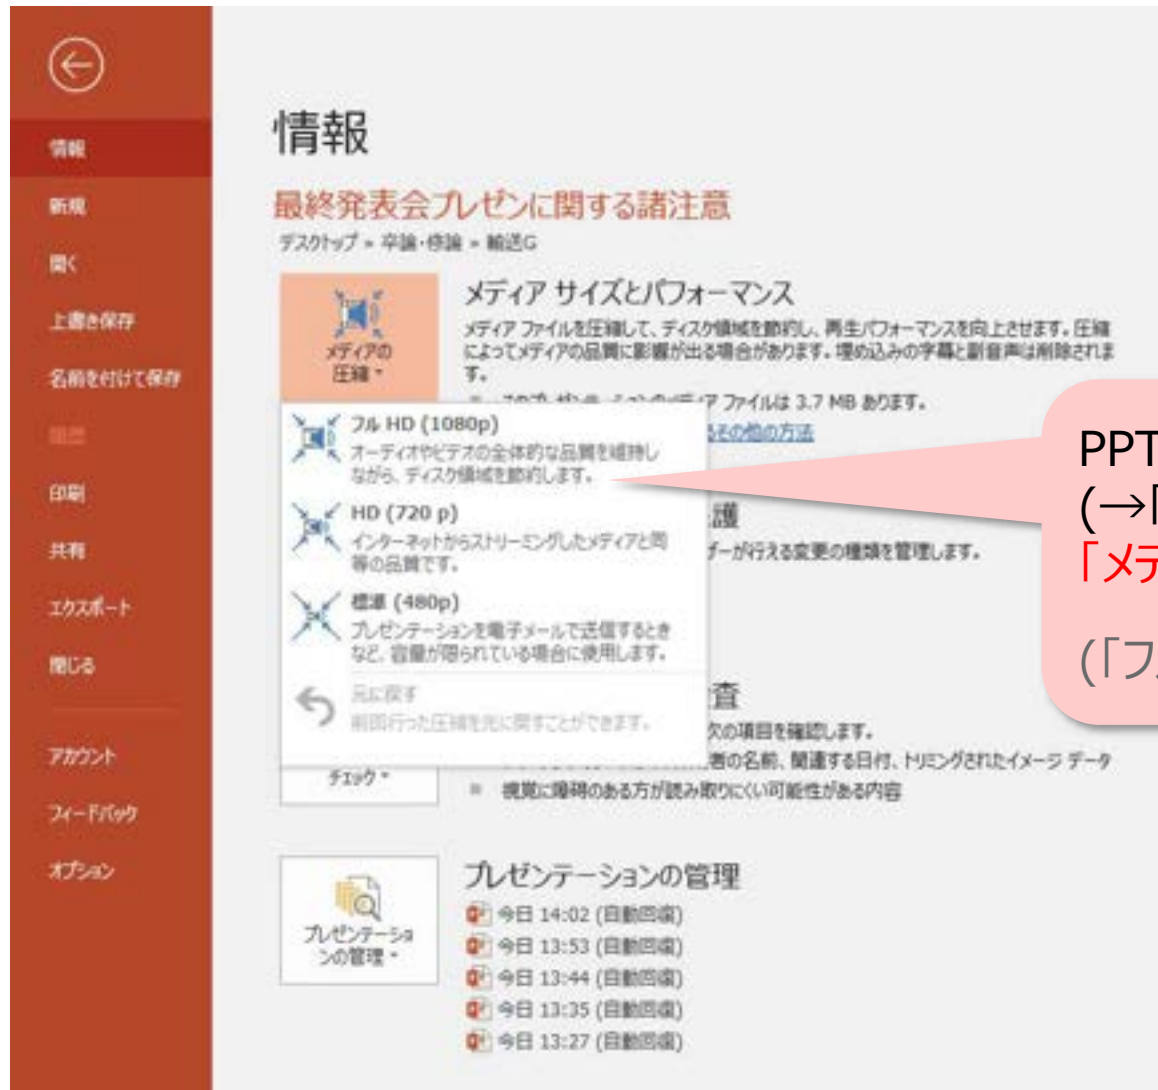 情報
情報
新規
最終発表会プレゼンに関する諸注意
デスクトップ » 卒論・修論 » 輸送G
開く
上書き保存
名前を付けて保存
印刷
共有
エクスポート
閉じる
アカウント
フィードバック
オプション
メディアの
圧縮
メディア サイズとパフォーマンス
メディア ファイルを圧縮して、ディスク領域を節約し、再生パフォーマンスを向上させます。圧縮
によってメディアの品質に影響が出る場合があります。埋め込みの字幕と副音声は削除されま
す。
ファイルは 3.7 MB あります。
その他の方法
フル HD (1080p)
オーディオやビデオの全体的な品質を維持し
ながら、ディスク領域を節約します。
HD (720 p)
インターネットからストリーミングしたメディアと同
等の品質です。
標準 (480p)
プレゼンテーションを電子メールで送信するとき
など、容量が限られている場合に使用します。
元に戻す
前回行った圧縮を元に戻すことができます。
護
ザーが行える変更の種類を管理します。
査
次の項目を確認します。
者の名前、関連する日付、トリミングされたイメージ データ
チェック
視覚に障碍のある方が読み取りにくい可能性がある内容
プレゼンテーショ
ンの管理
プレゼンテーションの管理
今日 14:02 (自動回復)
今日 13:53 (自動回復)
今日 13:44 (自動回復)
今日 13:35 (自動回復)
今日 13:27 (自動回復)
PPT
(→「
「メデ
(「フ